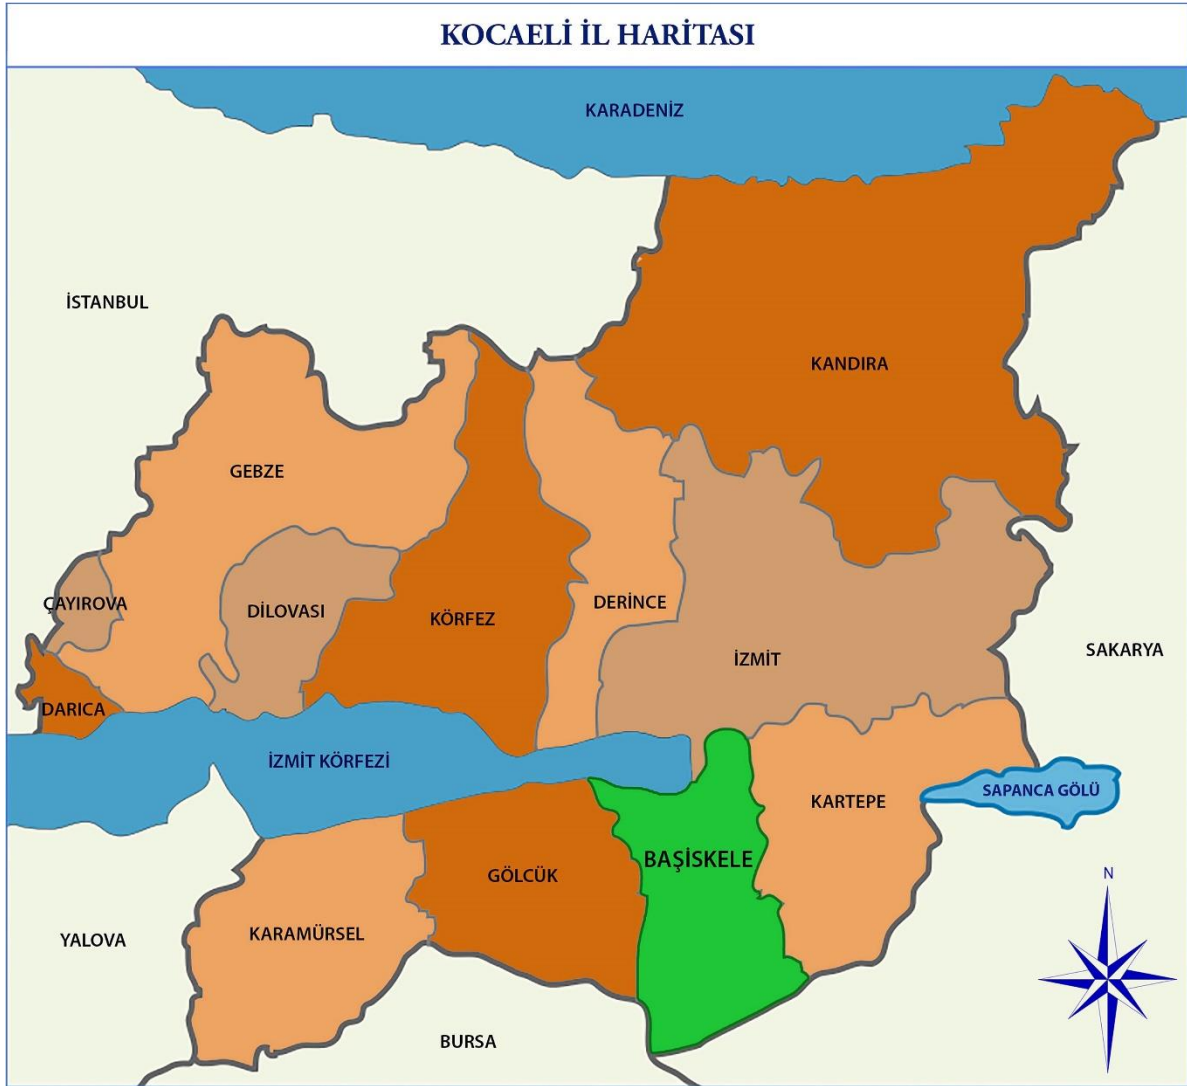 KOCAELİ İL HARİTASI
KARADENİZ
İSTANBUL
KANDIRA
GEBZE
ÇAYIROVA
DİLOVASI
KÖRFEZ
DERİNCE
İZMİT
SAKARYA
DARICA
İZMİT KÖRFEZİ
KARTEPE
SAPANCA GÖLÜ
BAŞİSKELE
GÖLCÜK
N
KARAMÜRSEL
YALOVA
BURSA